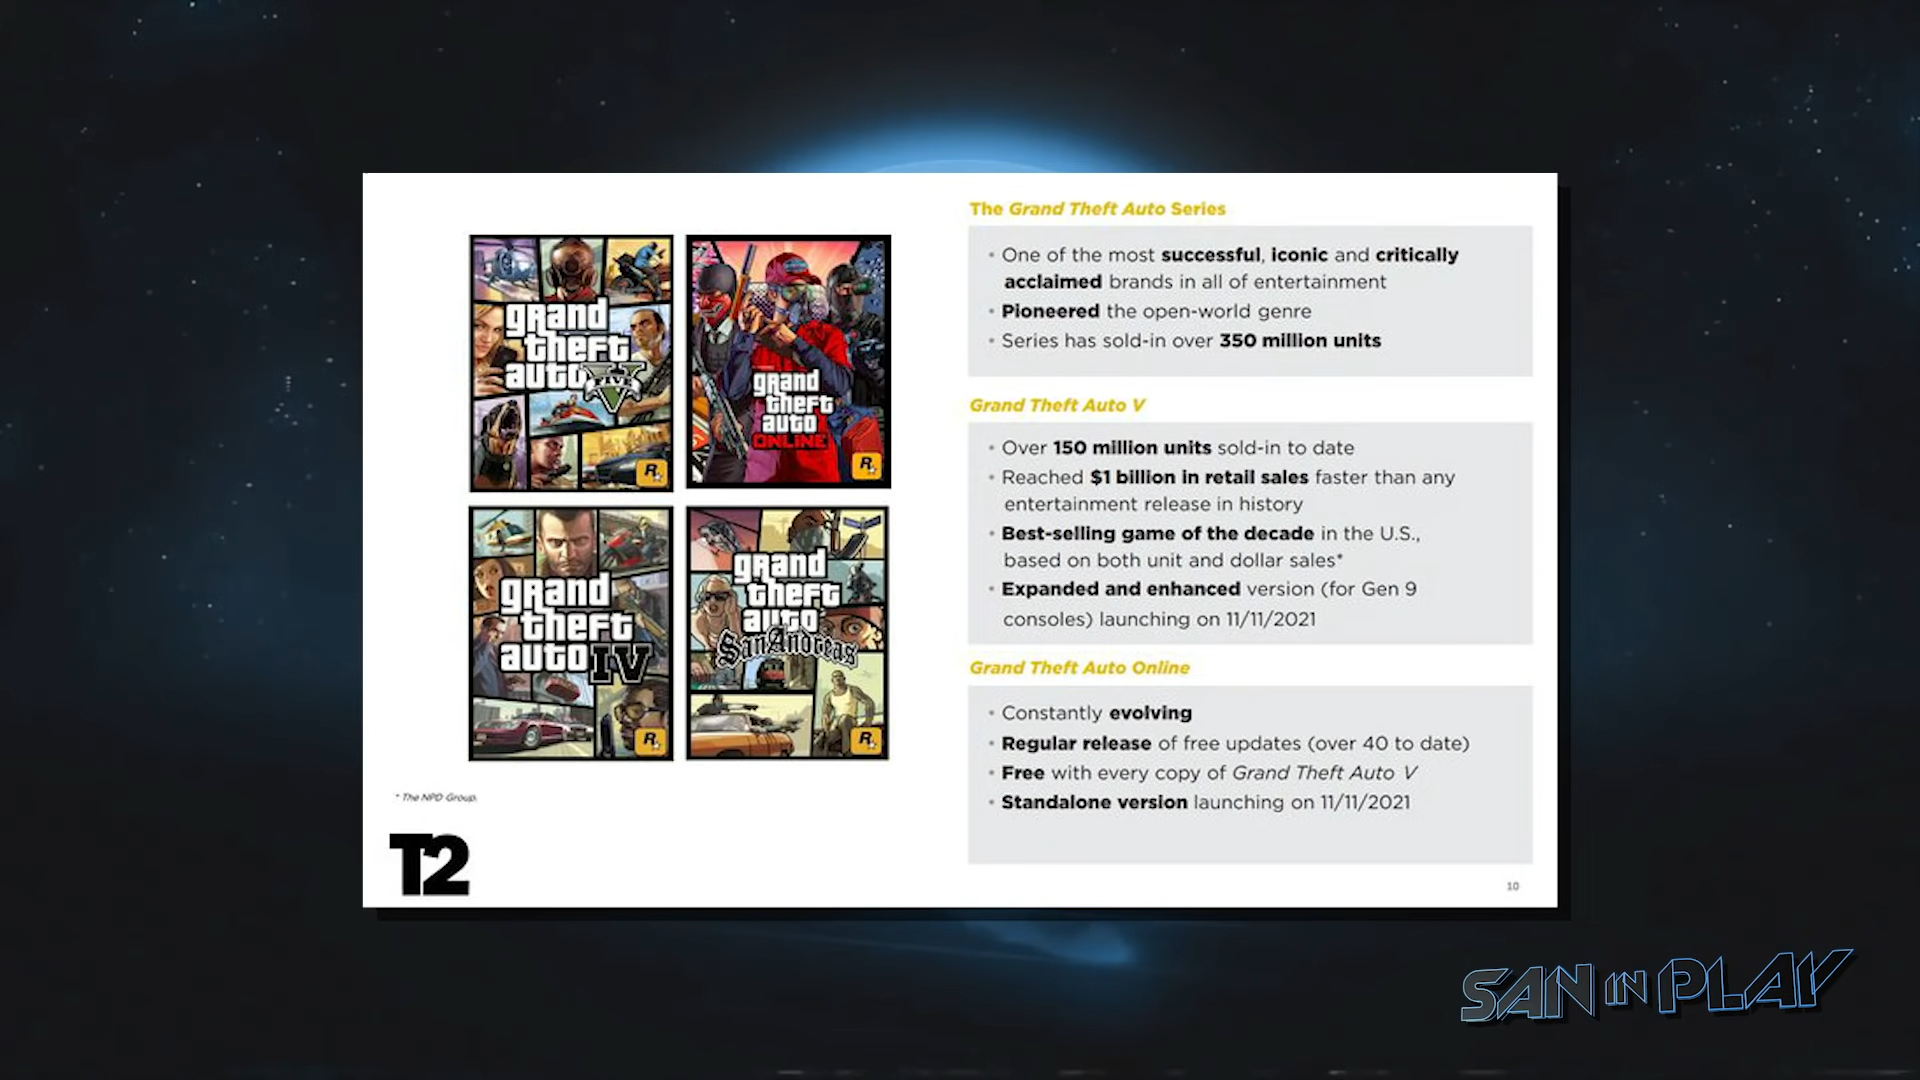 grand
theft
auto V
FIVE
R
grand
theft
auto
ONLINE
R
grand
theft
auto IV
R
grand
theft
auto
San Andreas
R
* The NPD Group.
T2
The Grand Theft Auto Series
• One of the most successful, iconic and critically
acclaimed brands in all of entertainment
• Pioneered the open-world genre
• Series has sold-in over 350 million units
Grand Theft Auto V
• Over 150 million units sold-in to date
• Reached $1 billion in retail sales faster than any
entertainment release in history
• Best-selling game of the decade in the U.S.,
based on both unit and dollar sales*
• Expanded and enhanced version (for Gen 9
consoles) launching on 11/11/2021
Grand Theft Auto Online
• Constantly evolving
• Regular release of free updates (over 40 to date)
• Free with every copy of Grand Theft Auto V
• Standalone version launching on 11/11/2021
10
SAN IN PLAY